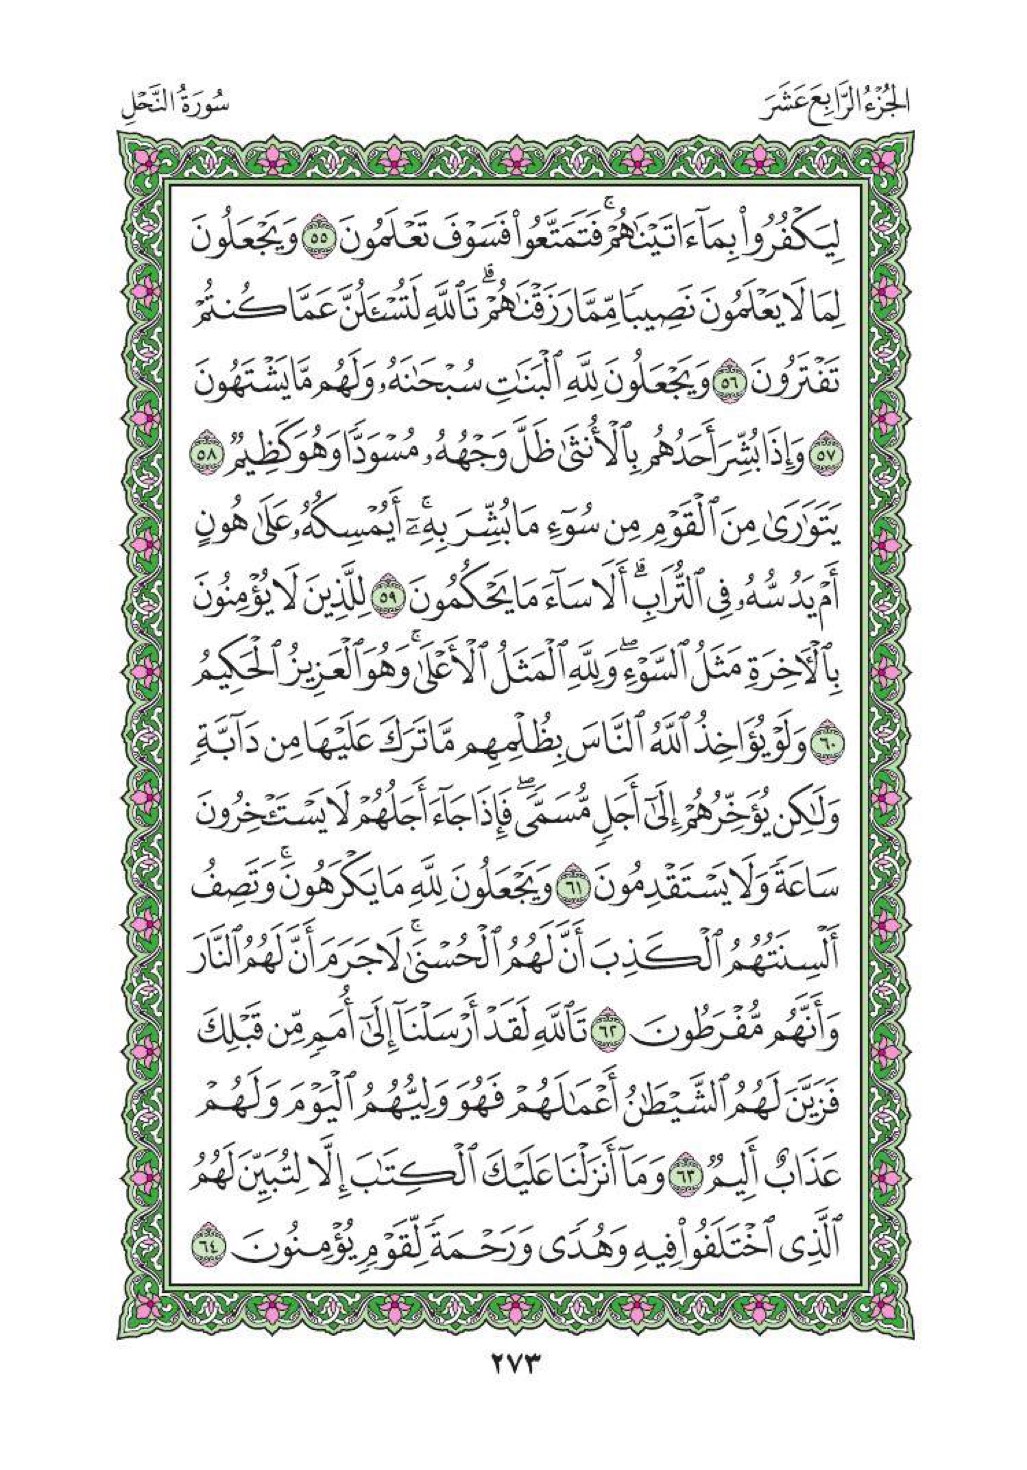 الجُزْءُ الرَّابِعَ عَشَرَ
سُورَةُ النَّحْلِ
لِيَكْفُرُوا۟ بِمَآ ءَاتَيْنَـٰهُمْ ۚ فَتَمَتَّعُوا۟ فَسَوْفَ تَعْلَمُونَ ٥٥ وَيَجْعَلُونَ
لِمَا لَا يَعْلَمُونَ نَصِيبًا مِّمَّا رَزَقْنَـٰهُمْ ۗ تَٱللَّهِ لَتُسْـَٔلُنَّ عَمَّا كُنتُمْ
تَفْتَرُونَ ٥٦ وَيَجْعَلُونَ لِلَّهِ ٱلْبَنَـٰتِ سُبْحَـٰنَهُۥ وَلَهُم مَّا يَشْتَهُونَ
٥٧ وَإِذَا بُشِّرَ أَحَدُهُم بِٱلْأُنثَىٰ ظَلَّ وَجْهُهُۥ مُسْوَدًّا وَهُوَ كَظِيمٌ ٥٨
يَتَوَٰرَىٰ مِنَ ٱلْقَوْمِ مِن سُوٓءِ مَا بُشِّرَ بِهِۦٓ ۚ أَيُمْسِكُهُۥ عَلَىٰ هُونٍ
أَمْ يَدُسُّهُۥ فِى ٱلتُّرَابِ ۗ أَلَا سَآءَ مَا يَحْكُمُونَ ٥٩ لِلَّذِينَ لَا يُؤْمِنُونَ
بِٱلْـَٔاخِرَةِ مَثَلُ ٱلسَّوْءِ ۖ وَلِلَّهِ ٱلْمَثَلُ ٱلْأَعْلَىٰ ۚ وَهُوَ ٱلْعَزِيزُ ٱلْحَكِيمُ
٦٠ وَلَوْ يُؤَاخِذُ ٱللَّهُ ٱلنَّاسَ بِظُلْمِهِم مَّا تَرَكَ عَلَيْهَا مِن دَآبَّةٍ
وَلَـٰكِن يُؤَخِّرُهُمْ إِلَىٰٓ أَجَلٍ مُّسَمًّى ۖ فَإِذَا جَآءَ أَجَلُهُمْ لَا يَسْتَـْٔخِرُونَ
سَاعَةً وَلَا يَسْتَقْدِمُونَ ٦١ وَيَجْعَلُونَ لِلَّهِ مَا يَكْرَهُونَ ۚ وَتَصِفُ
أَلْسِنَتُهُمُ ٱلْكَذِبَ أَنَّ لَهُمُ ٱلْحُسْنَىٰ ۚ لَا جَرَمَ أَنَّ لَهُمُ ٱلنَّارَ
وَأَنَّهُم مُّفْرَطُونَ ٦٢ تَٱللَّهِ لَقَدْ أَرْسَلْنَآ إِلَىٰٓ أُمَمٍ مِّن قَبْلِكَ
فَزَيَّنَ لَهُمُ ٱلشَّيْطَـٰنُ أَعْمَـٰلَهُمْ فَهُوَ وَلِيُّهُمُ ٱلْيَوْمَ وَلَهُمْ
عَذَابٌ أَلِيمٌ ٦٣ وَمَآ أَنزَلْنَا عَلَيْكَ ٱلْكِتَـٰبَ إِلَّا لِتُبَيِّنَ لَهُمُ
ٱلَّذِى ٱخْتَلَفُوا۟ فِيهِ وَهُدًى وَرَحْمَةً لِّقَوْمٍ يُؤْمِنُونَ ٦٤
٢٧٣